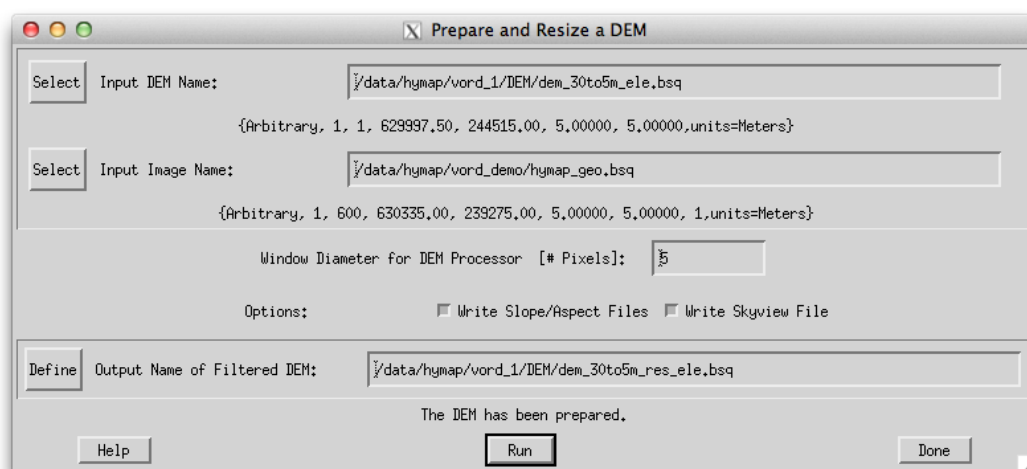 Prepare and Resize a DEM
Select Input DEM Name: /data/hymap/vord_1/DEM/dem_30to5m_ele.bsq
{Arbitrary, 1, 1, 629997.50, 244515.00, 5.00000, 5.00000,units=Meters}
Select Input Image Name: /data/hymap/vord_demo/hymap_geo.bsq
{Arbitrary, 1, 600, 630335.00, 239275.00, 5.00000, 5.00000, 1,units=Meters}
Window Diameter for DEM Processor [# Pixels]: 5
Options: Write Slope/Aspect Files Write Skyview File
Define Output Name of Filtered DEM: /data/hymap/vord_1/DEM/dem_30to5m_res_ele.bsq
The DEM has been prepared.
Help Run Done